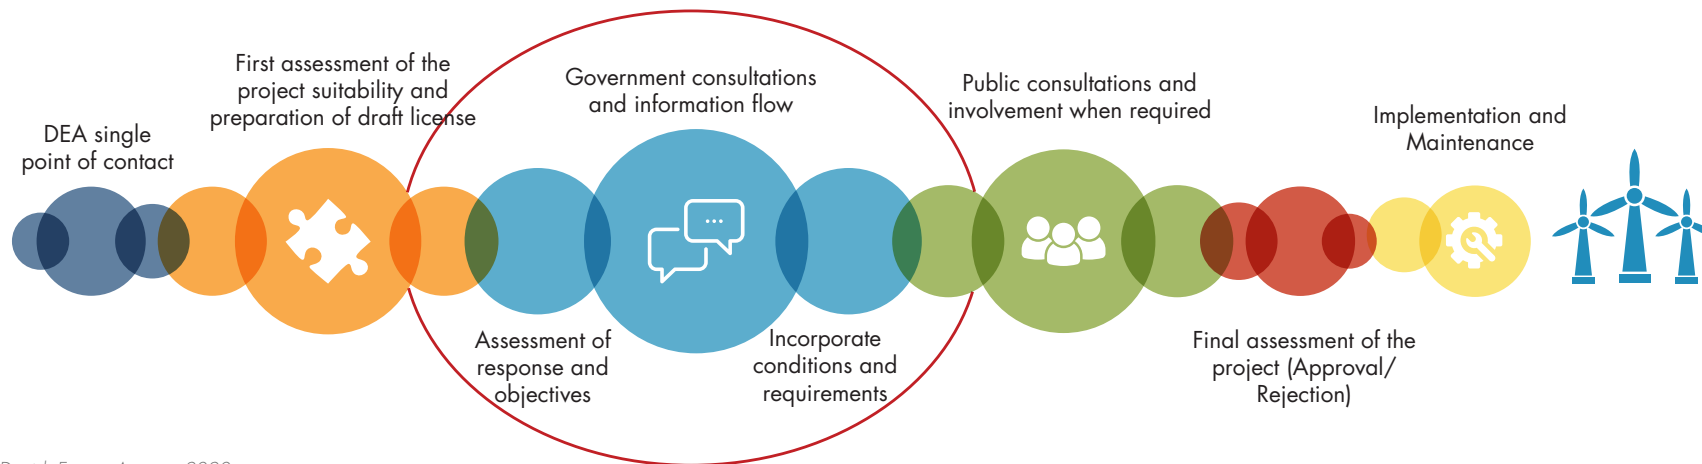 DEA single
point of contact
First assessment of the
project suitability and
preparation of draft license
Government consultations
and information flow
Assessment of
response and
objectives
Incorporate
conditions and
requirements
Public consultations and
involvement when required
Final assessment of the
project (Approval/
Rejection)
Implementation and
Maintenance